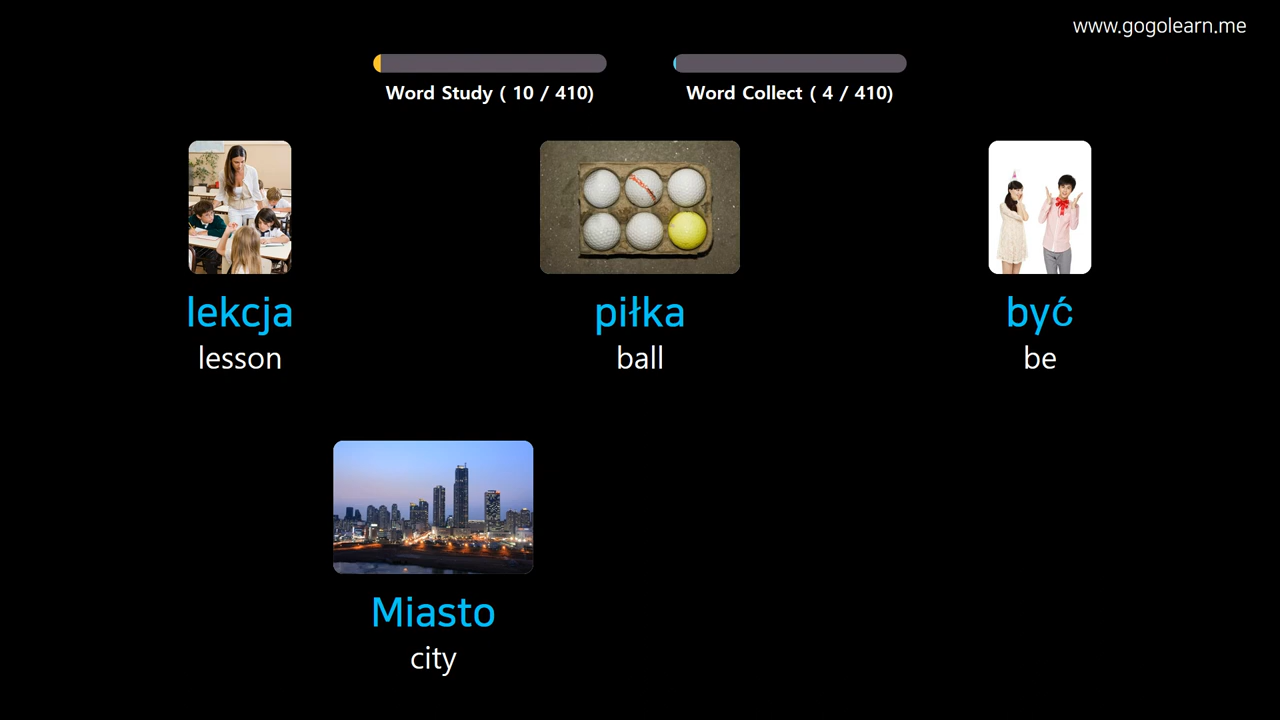 www.gogolearn.me
Word Study ( 10 / 410)
Word Collect ( 4 / 410)
lekcja
lesson
piłka
ball
być
be
Miasto
city